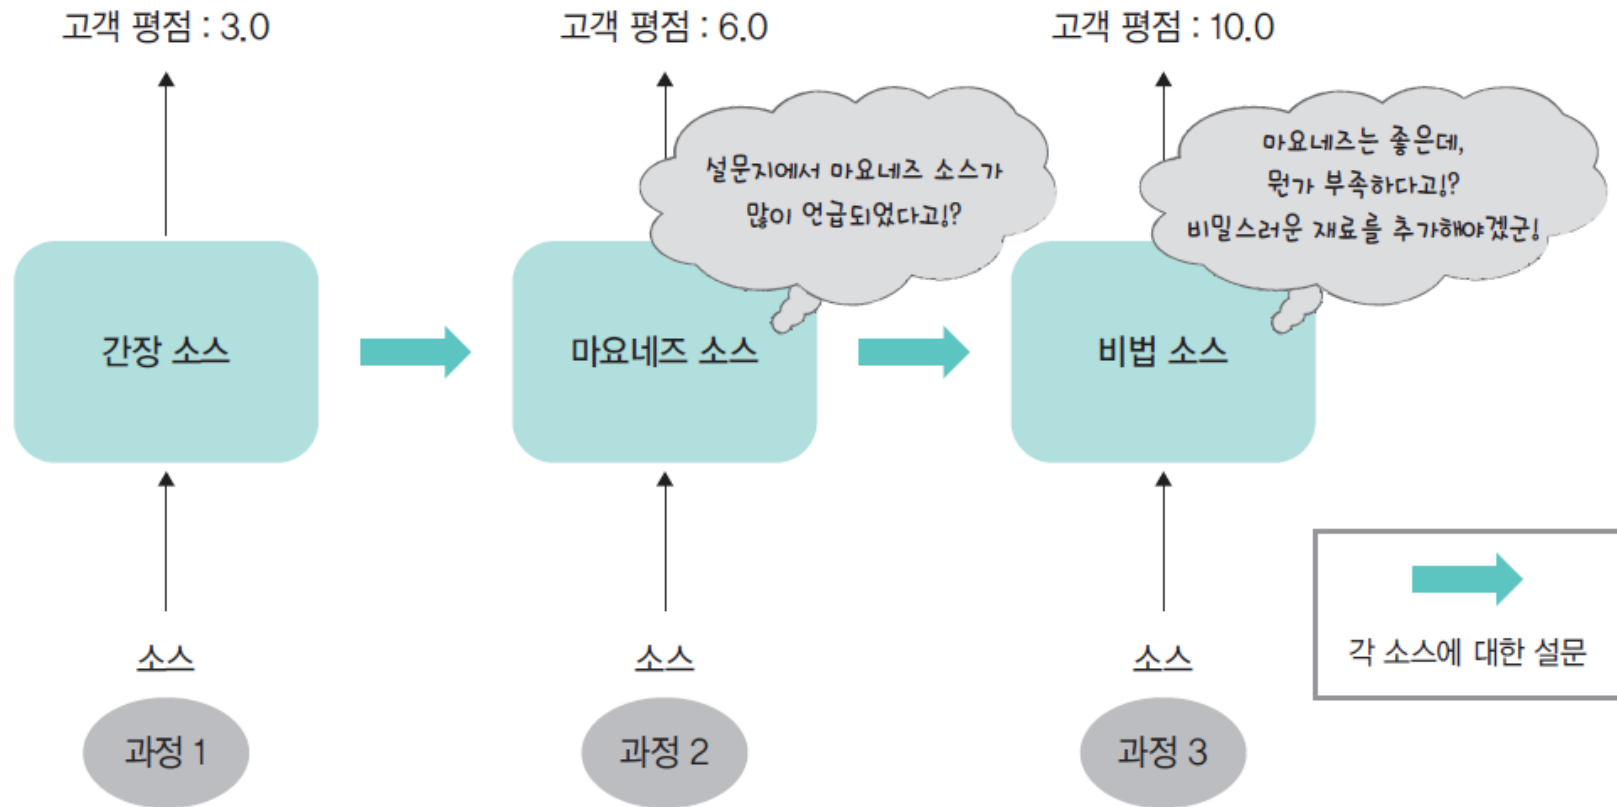 고객 평점 : 3.0
고객 평점 : 6.0
고객 평점 : 10.0
설문지에서 마요네즈 소스가
많이 언급되었다고!?
마요네즈는 좋은데,
뭔가 부족하다고!?
비밀스러운 재료를 추가해야겠군!
간장 소스
마요네즈 소스
비법 소스
소스
소스
소스
각 소스에 대한 설문
과정 1
과정 2
과정 3